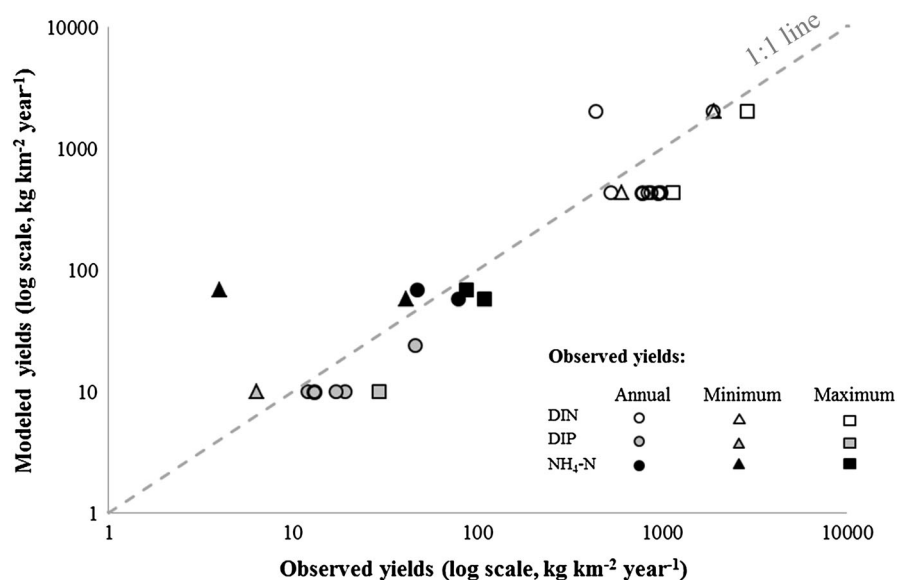 10000
1:1 line
1000
100
10
1
Modeled yields (log scale, kg km⁻² year⁻¹)
Observed yields:
Annual Minimum Maximum
DIN
DIP
NH₄-N
1 10 100 1000 10000
Observed yields (log scale, kg km⁻² year⁻¹)